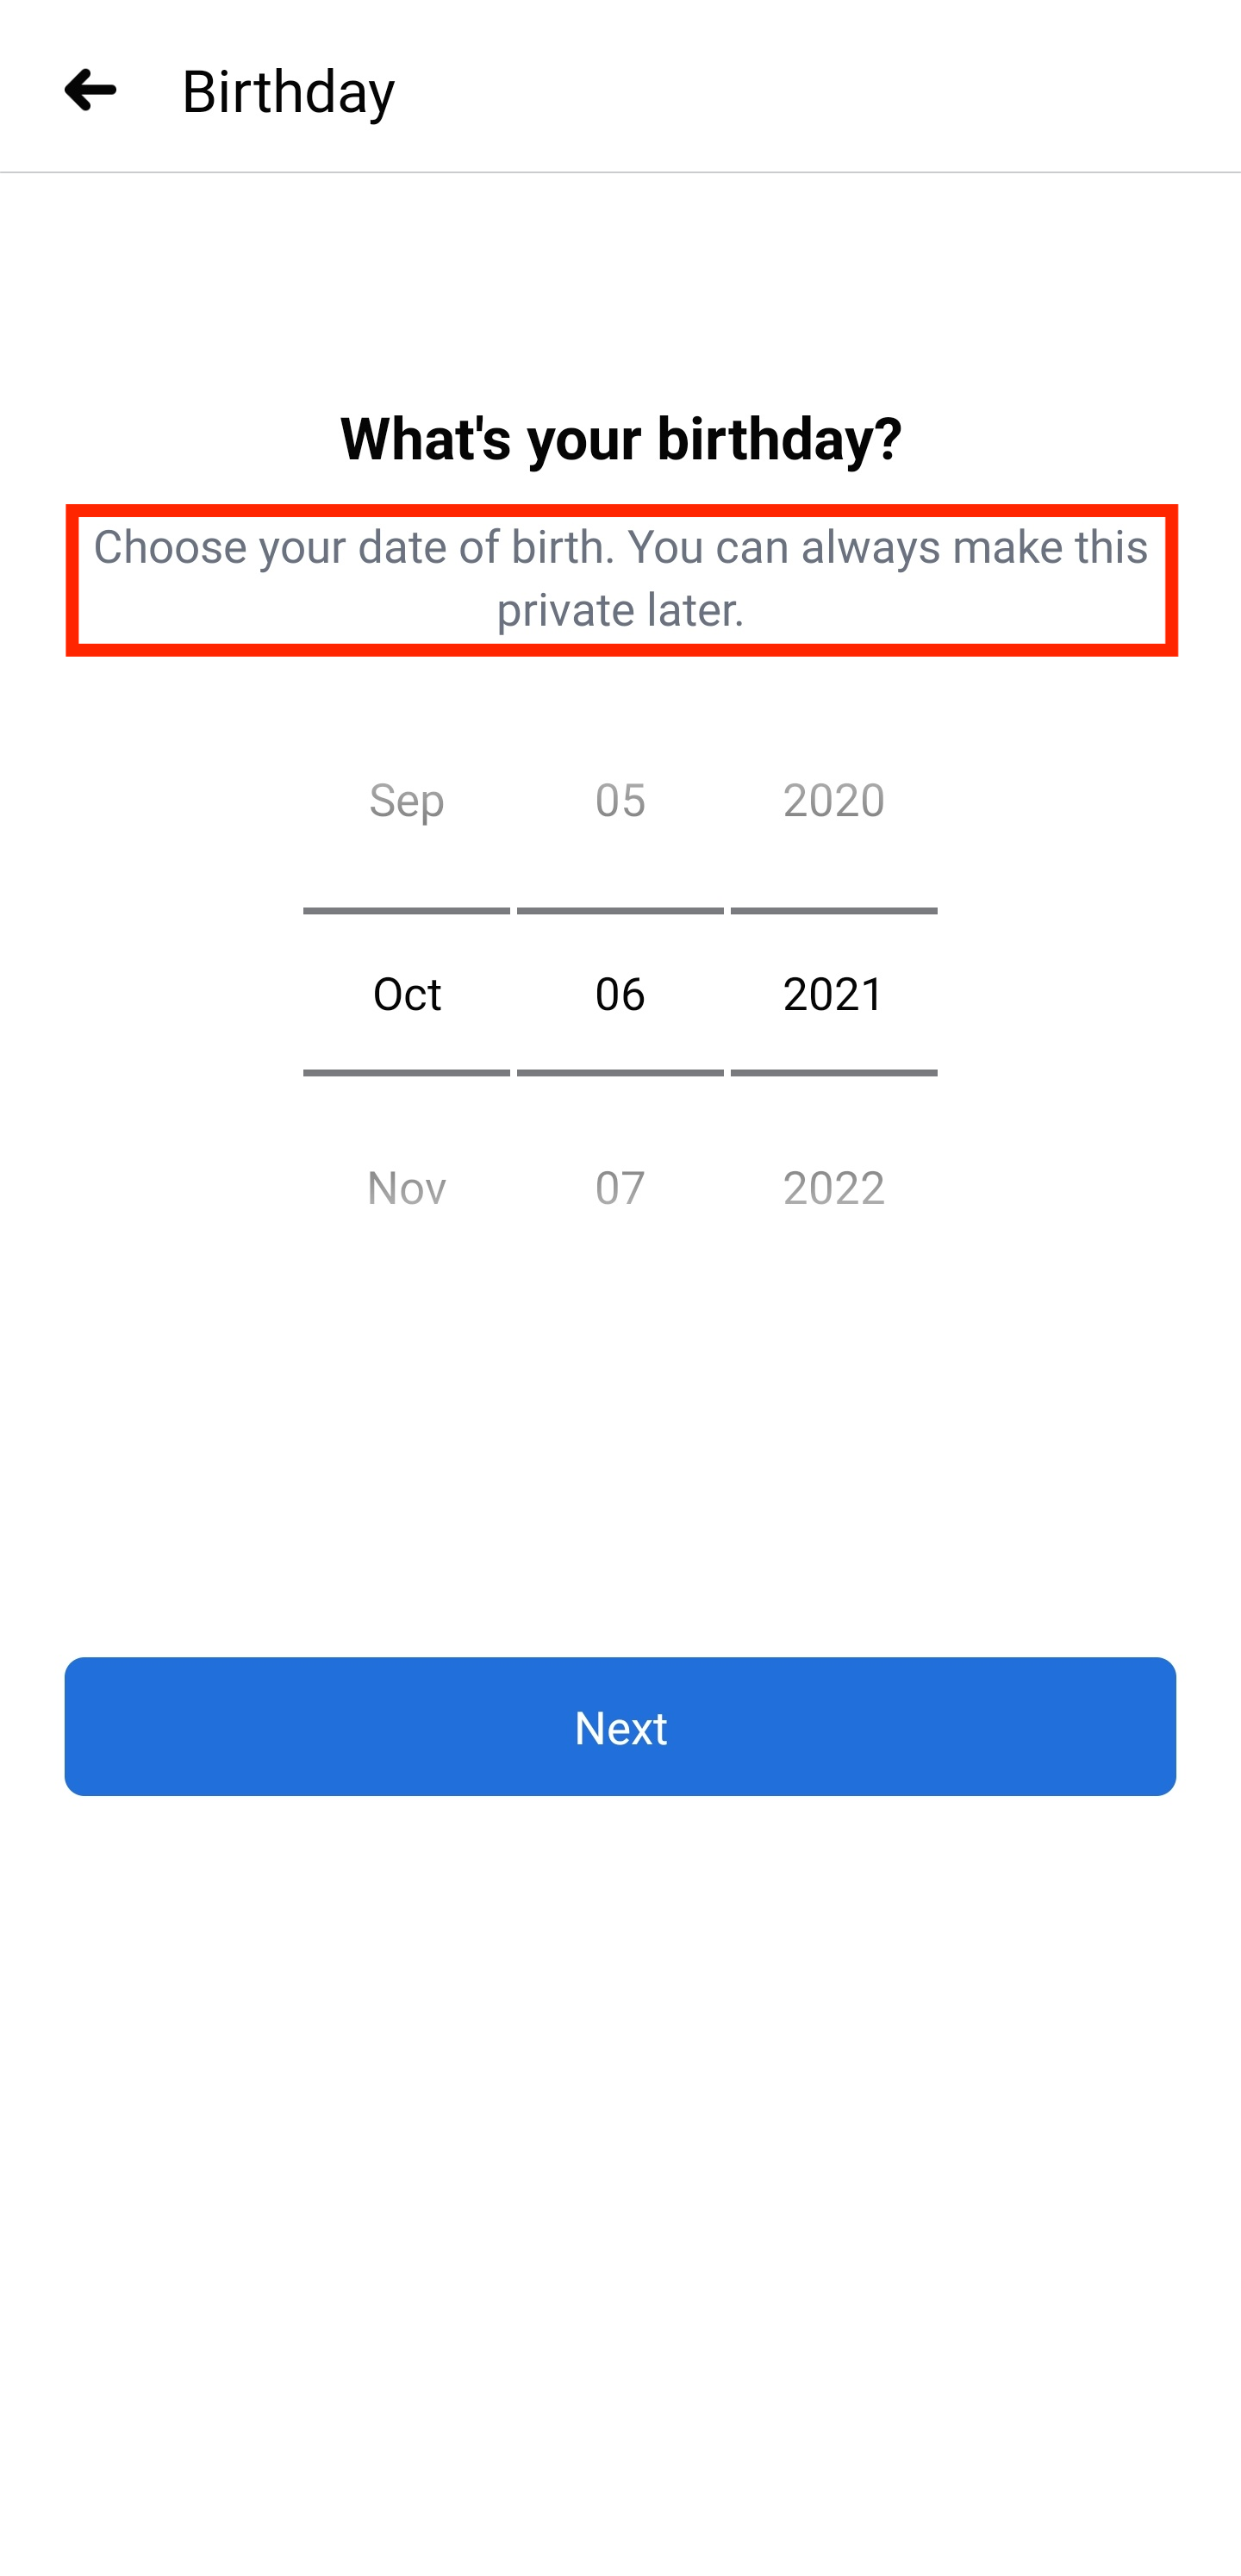 Birthday
What's your birthday?
Choose your date of birth. You can always make this
private later.
Sep 05 2020
Oct 06 2021
Nov 07 2022
Next